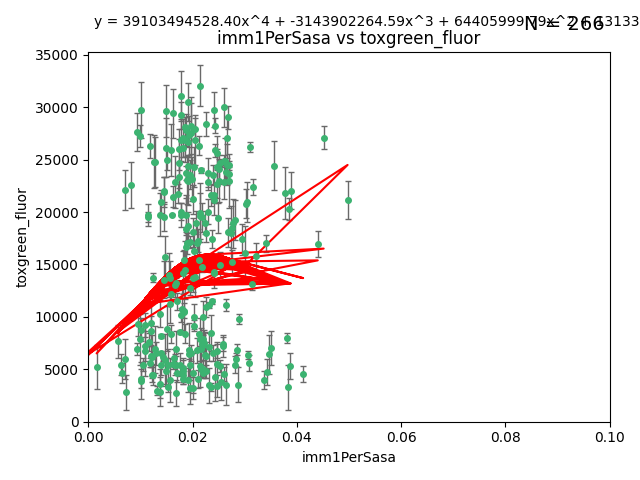 y = 39103494528.40x^4 + -3143902264.59x^3 + 
N = 266
imm1PerSasa vs toxgreen_fluor
35000
30000
25000
20000
15000
10000
5000
0
toxgreen_fluor
0.00 0.02 0.04 0.06 0.08 0.10
imm1PerSasa